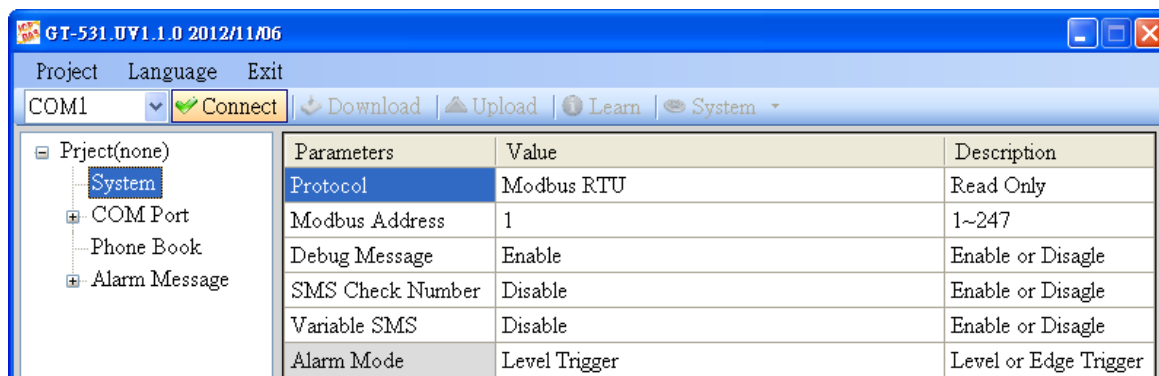 GT-531.UV1.1.0 2012/11/06
Project Language Exit
COM1 Connect Download Upload Learn System
Prject(none)
System
COM Port
Phone Book
Alarm Message
Parameters Value Description
Protocol Modbus RTU Read Only
Modbus Address 1 1~247
Debug Message Enable Enable or Disagle
SMS Check Number Disable Enable or Disagle
Variable SMS Disable Enable or Disagle
Alarm Mode Level Trigger Level or Edge Trigger